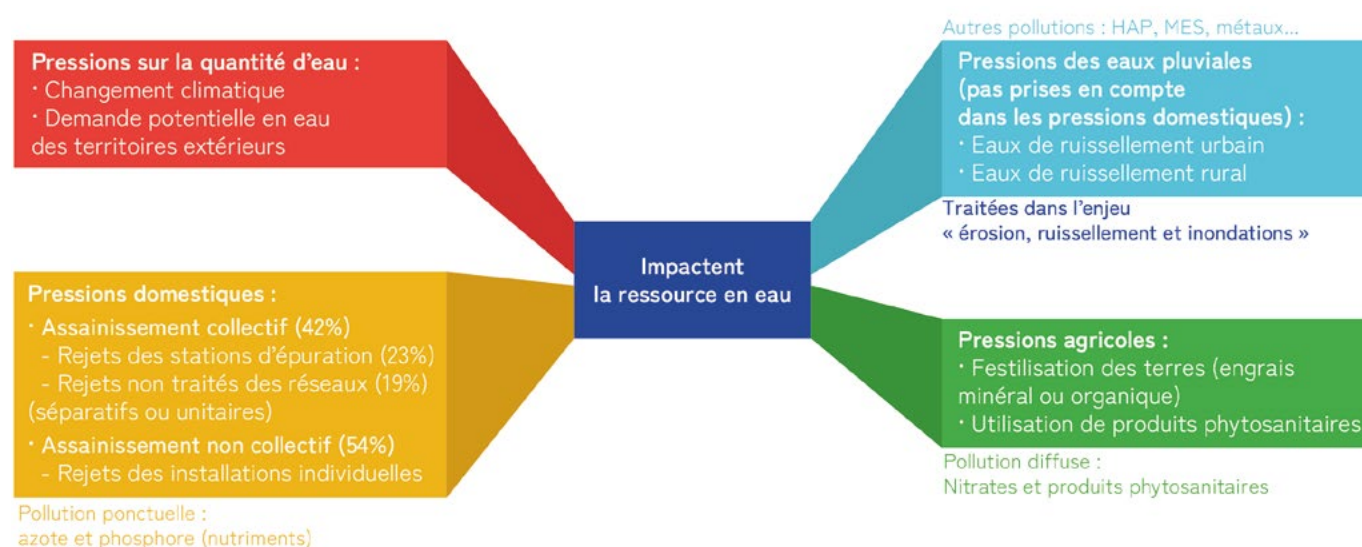 Pressions sur la quantité d'eau :
· Changement climatique
· Demande potentielle en eau
des territoires extérieurs
Autres pollutions : HAP, MES, métaux...
Pressions des eaux pluviales
(pas prises en compte
dans les pressions domestiques) :
· Eaux de ruissellement urbain
· Eaux de ruissellement rural
Traitées dans l'enjeu
« érosion, ruissellement et inondations »
Impactent
la ressource en eau
Pressions domestiques :
· Assainissement collectif (42%)
- Rejets des stations d'épuration (23%)
- Rejets non traités des réseaux (19%)
(séparatifs ou unitaires)
· Assainissement non collectif (54%)
- Rejets des installations individuelles
Pollution ponctuelle :
azote et phosphore (nutriments)
Pressions agricoles :
· Festilisation des terres (engrais
minéral ou organique)
· Utilisation de produits phytosanitaires
Pollution diffuse :
Nitrates et produits phytosanitaires